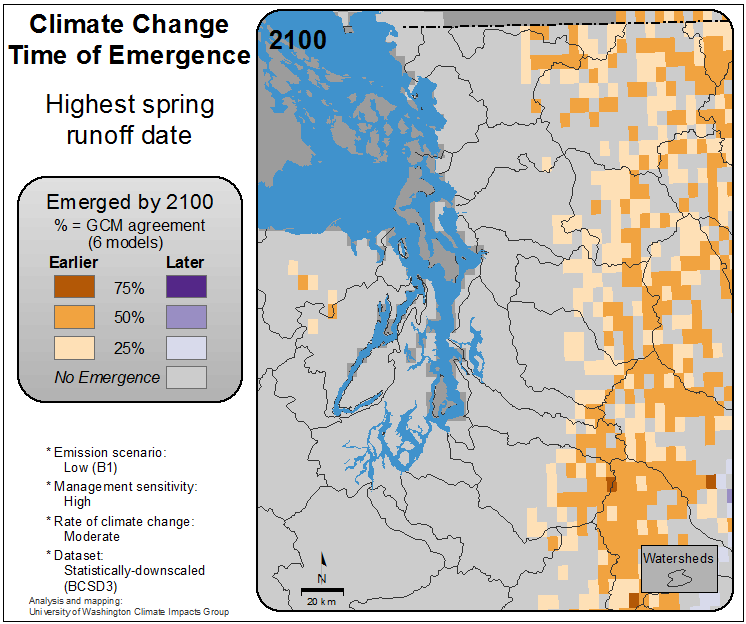 Climate Change
Time of Emergence
Highest spring
runoff date
Emerged by 2100
% = GCM agreement
(6 models)
Earlier Later
75%
50%
25%
No Emergence
* Emission scenario:
Low (B1)
* Management sensitivity:
High
* Rate of climate change:
Moderate
* Dataset:
Statistically-downscaled
(BCSD3)
Analysis and mapping:
University of Washington Climate Impacts Group
2100
N
20 km
Watersheds